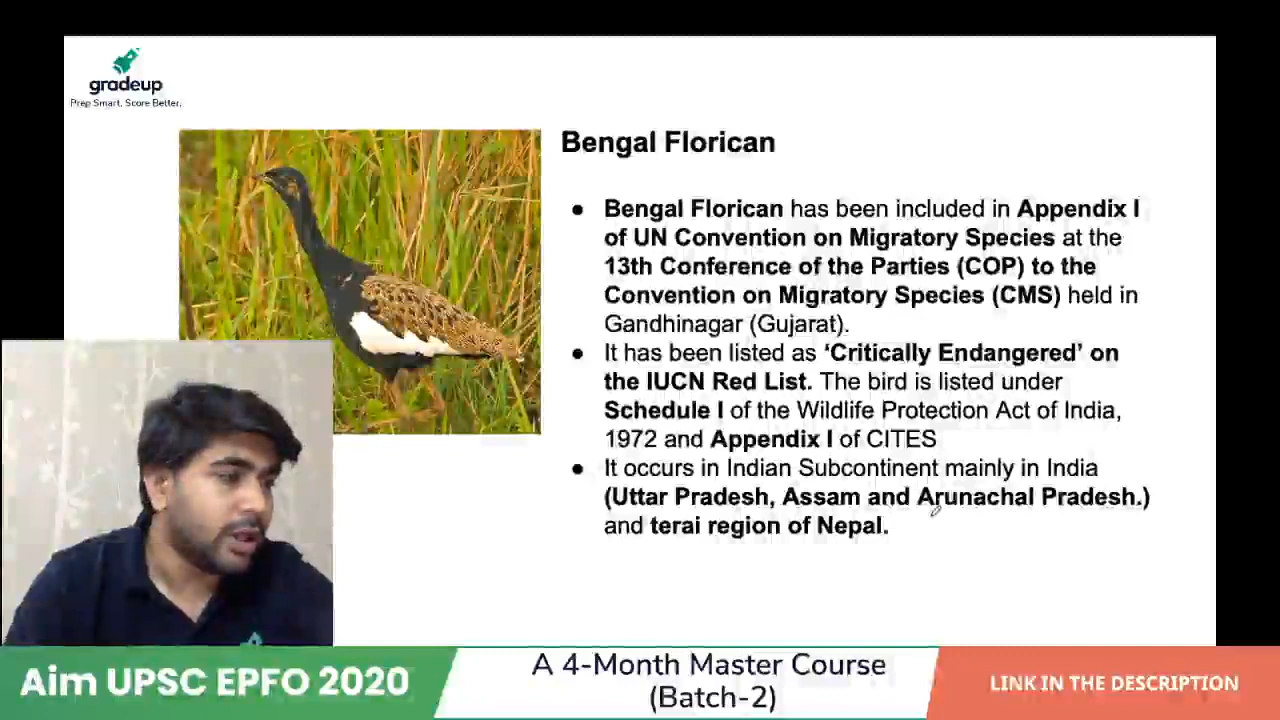 gradeup
Prep Smart. Score Better.
Bengal Florican
● Bengal Florican has been included in Appendix I
of UN Convention on Migratory Species at the
13th Conference of the Parties (COP) to the
Convention on Migratory Species (CMS) held in
Gandhinagar (Gujarat).
● It has been listed as ‘Critically Endangered’ on
the IUCN Red List. The bird is listed under
Schedule I of the Wildlife Protection Act of India,
1972 and Appendix I of CITES
● It occurs in Indian Subcontinent mainly in India
(Uttar Pradesh, Assam and Arunachal Pradesh.)
and terai region of Nepal.
Aim UPSC EPFO 2020
A 4-Month Master Course
(Batch-2)
LINK IN THE DESCRIPTION